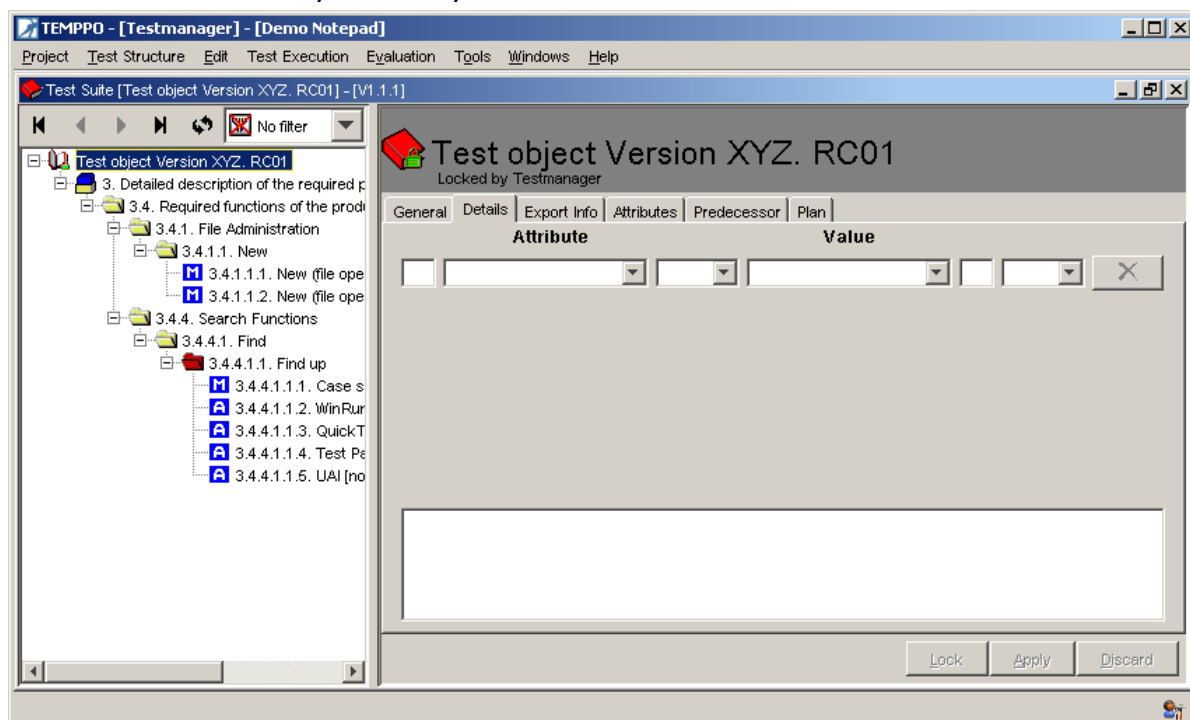 TEMPPO - [Testmanager] - [Demo Notepad]
Project Test Structure Edit Test Execution Evaluation Tools Windows Help
Test Suite [Test object Version XYZ. RC01] - [V1.1.1]
No filter
Test object Version XYZ. RC01
3. Detailed description of the required p
3.4. Required functions of the produ
3.4.1. File Administration
3.4.1.1. New
M 3.4.1.1.1. New (file ope
M 3.4.1.1.2. New (file ope
3.4.4. Search Functions
3.4.4.1. Find
3.4.4.1.1. Find up
M 3.4.4.1.1.1. Case s
A 3.4.4.1.1.2. WinRun
A 3.4.4.1.1.3. QuickT
A 3.4.4.1.1.4. Test Pa
A 3.4.4.1.1.5. UAI [no
Test object Version XYZ. RC01
Locked by Testmanager
General Details Export Info Attributes Predecessor Plan
Attribute Value
Lock Apply Discard